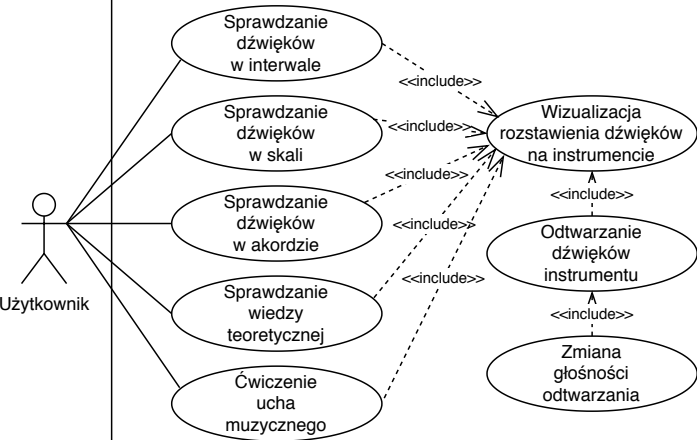 Sprawdzanie
dźwięków
w interwale
<<include>>
Sprawdzanie
dźwięków
w skali
<<include>>
Wizualizacja
rozstawienia dźwięków
na instrumencie
<<include>>
<<include>>
Sprawdzanie
dźwięków
w akordzie
<<include>>
Odtwarzanie
dźwięków
instrumentu
<<include>>
Użytkownik
Sprawdzanie
wiedzy
teoretycznej
<<include>>
Zmiana
głośności
odtwarzania
Ćwiczenie
ucha
muzycznego